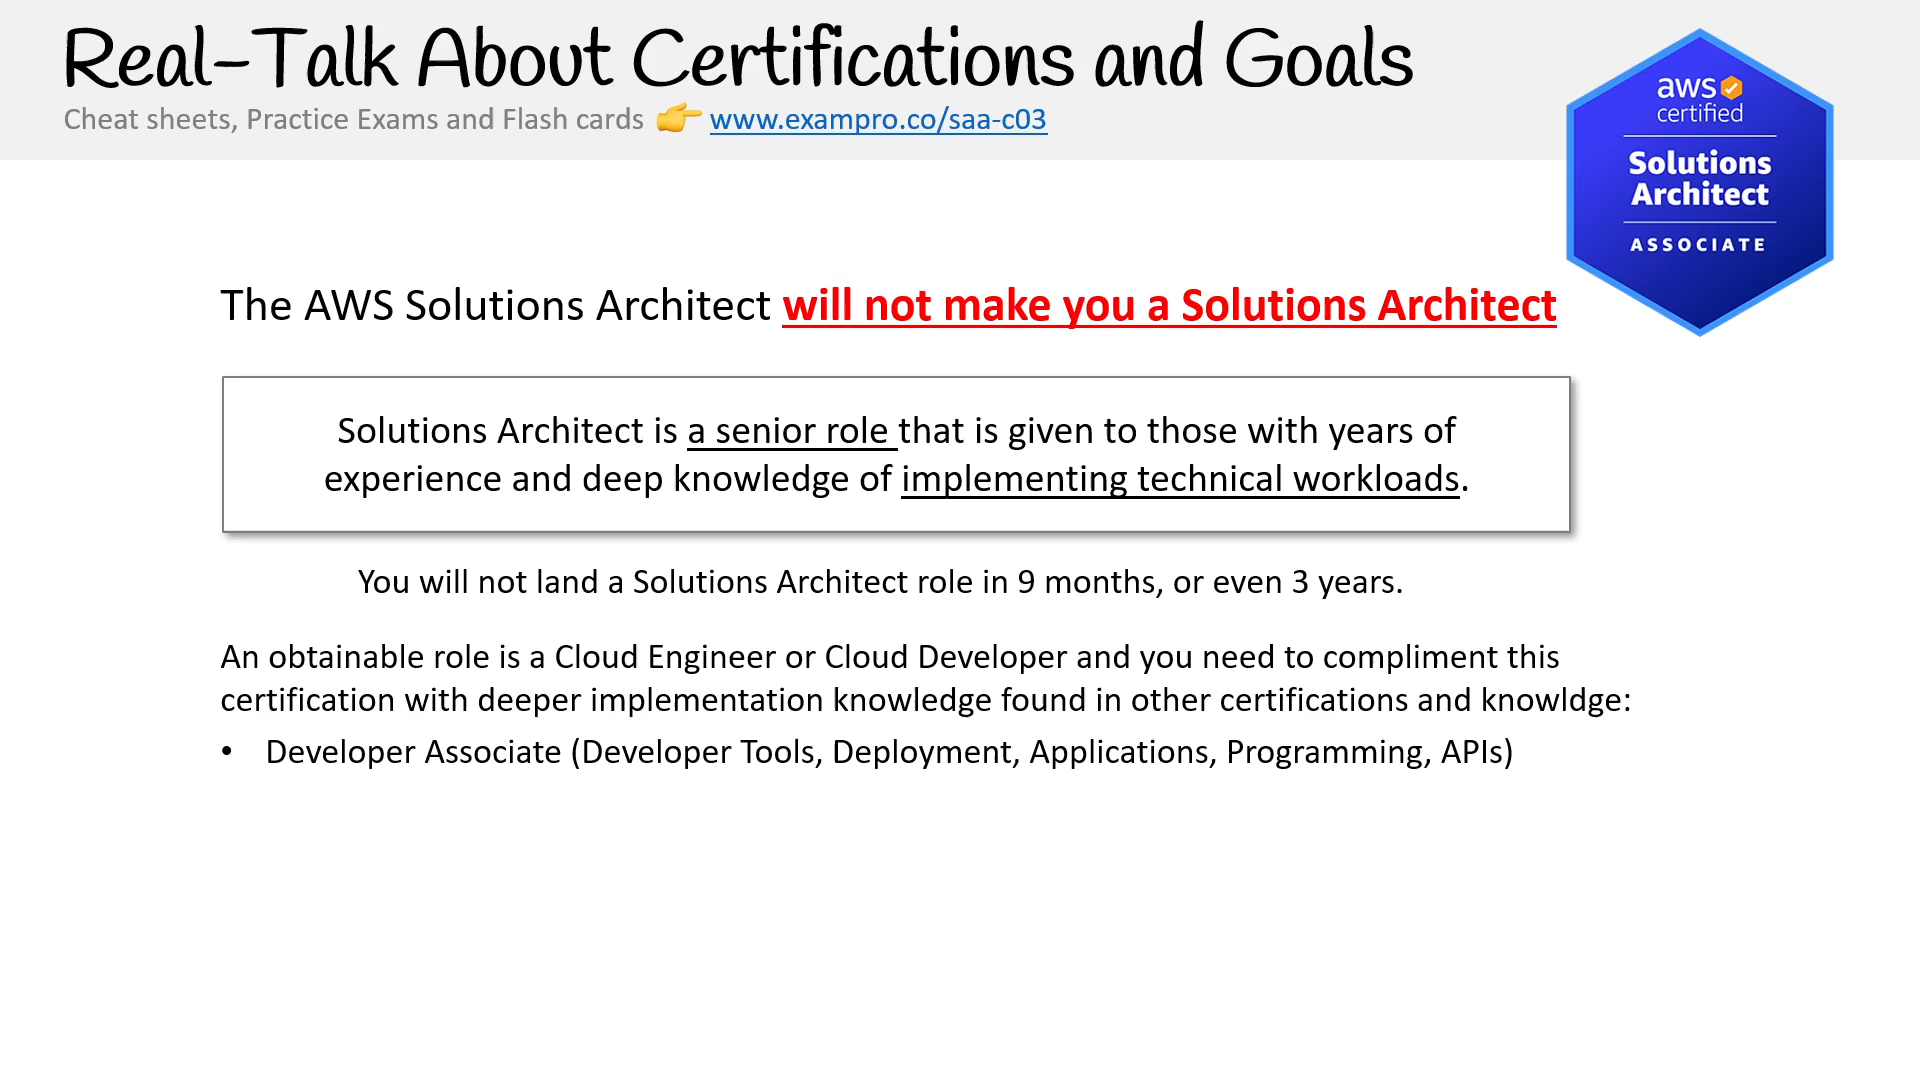 Real-Talk About Certifications and Goals
Cheat sheets, Practice Exams and Flash cards 👉 www.exampro.co/saa-c03
aws
certified
Solutions
Architect
ASSOCIATE
The AWS Solutions Architect will not make you a Solutions Architect
Solutions Architect is a senior role that is given to those with years of
experience and deep knowledge of implementing technical workloads.
You will not land a Solutions Architect role in 9 months, or even 3 years.
An obtainable role is a Cloud Engineer or Cloud Developer and you need to compliment this
certification with deeper implementation knowledge found in other certifications and knowldge:
• Developer Associate (Developer Tools, Deployment, Applications, Programming, APIs)